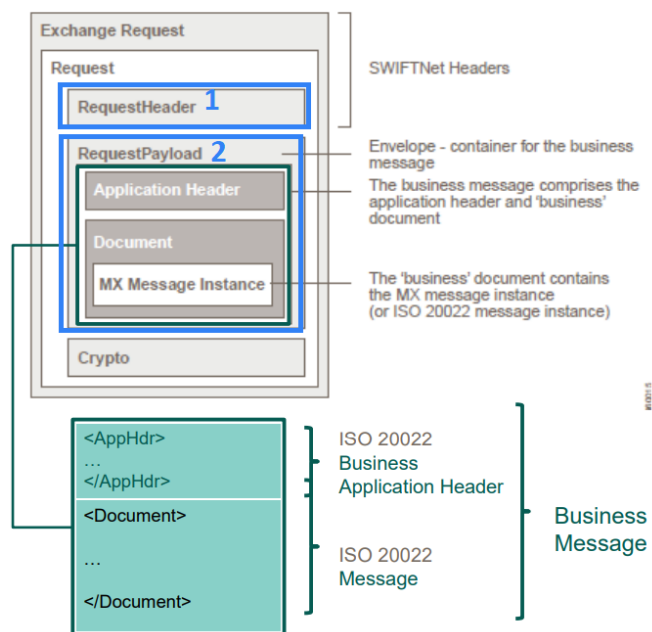 Exchange Request
Request
SWIFTNet Headers
RequestHeader 1
RequestPayload 2
Envelope - container for the business
message
Application Header
The business message comprises the
application header and 'business'
document
Document
MX Message Instance
The 'business' document contains
the MX message instance
(or ISO 20022 message instance)
Crypto
<AppHdr>
...
</AppHdr>
ISO 20022
Business
Application Header
<Document>
...
</Document>
ISO 20022
Message
Business
Message